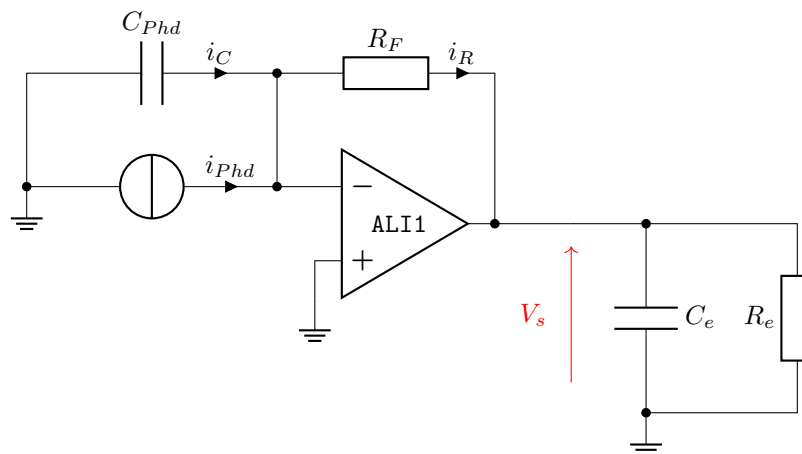 C_{Phd}
i_C
R_F
i_R
i_{Phd}
−
ALI1
+
V_s
C_e
R_e